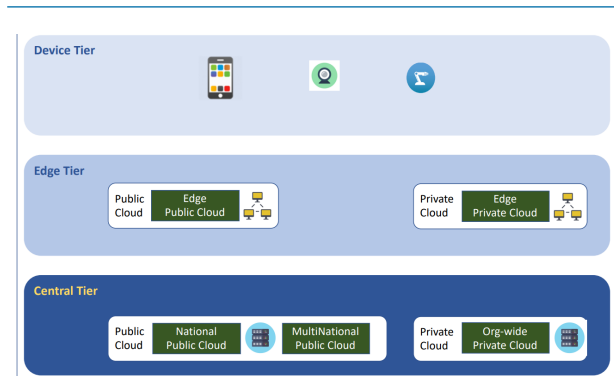 Device Tier
Edge Tier
Public
Cloud
Edge
Public Cloud
Private
Cloud
Edge
Private Cloud
Central Tier
Public
Cloud
National
Public Cloud
MultiNational
Public Cloud
Private
Cloud
Org-wide
Private Cloud